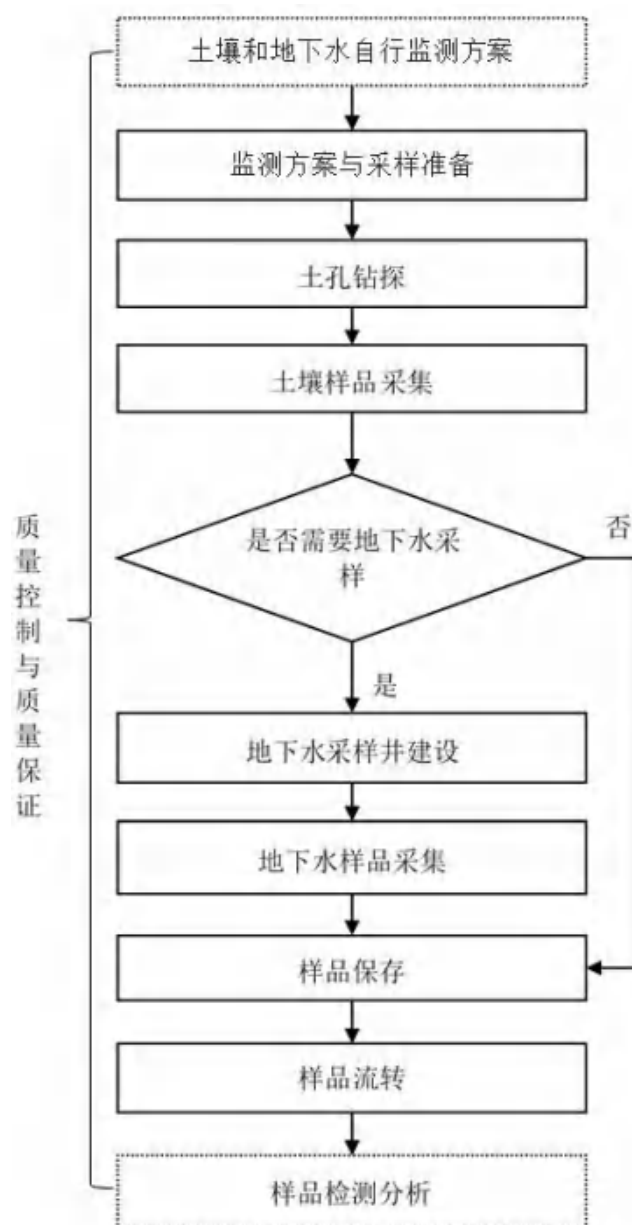 土壤和地下水自行监测方案
监测方案与采样准备
土孔钻探
土壤样品采集
是否需要地下水采
样
否
是
质量控制与质量保证
地下水采样井建设
地下水样品采集
样品保存
样品流转
样品检测分析